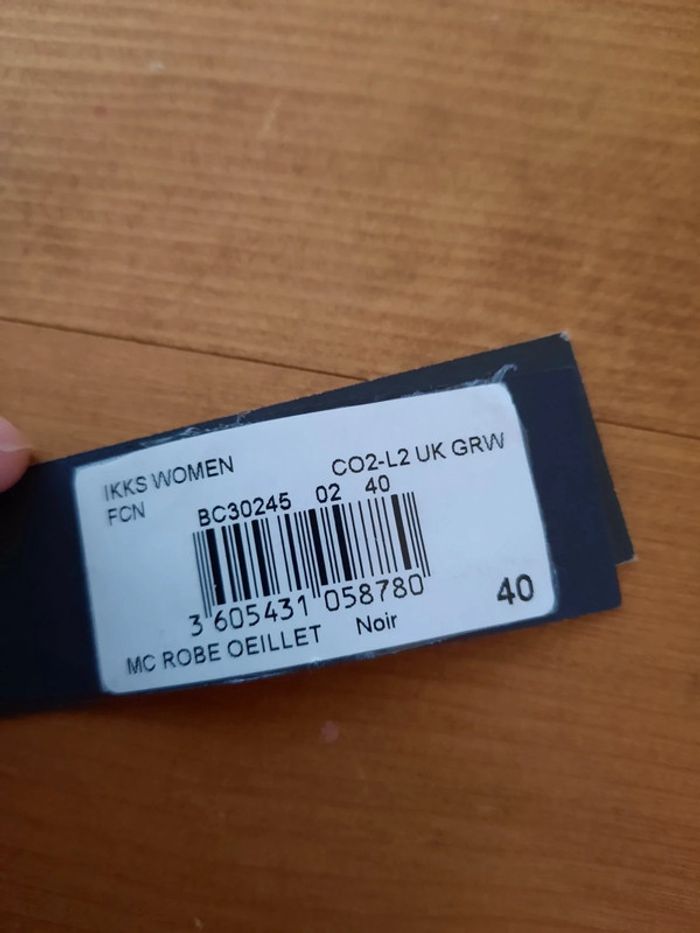 IKKS WOMEN CO2-L2 UK GRW
FCN BC30245 02 40
3 605431 058780
MC ROBE OEILLET Noir 40